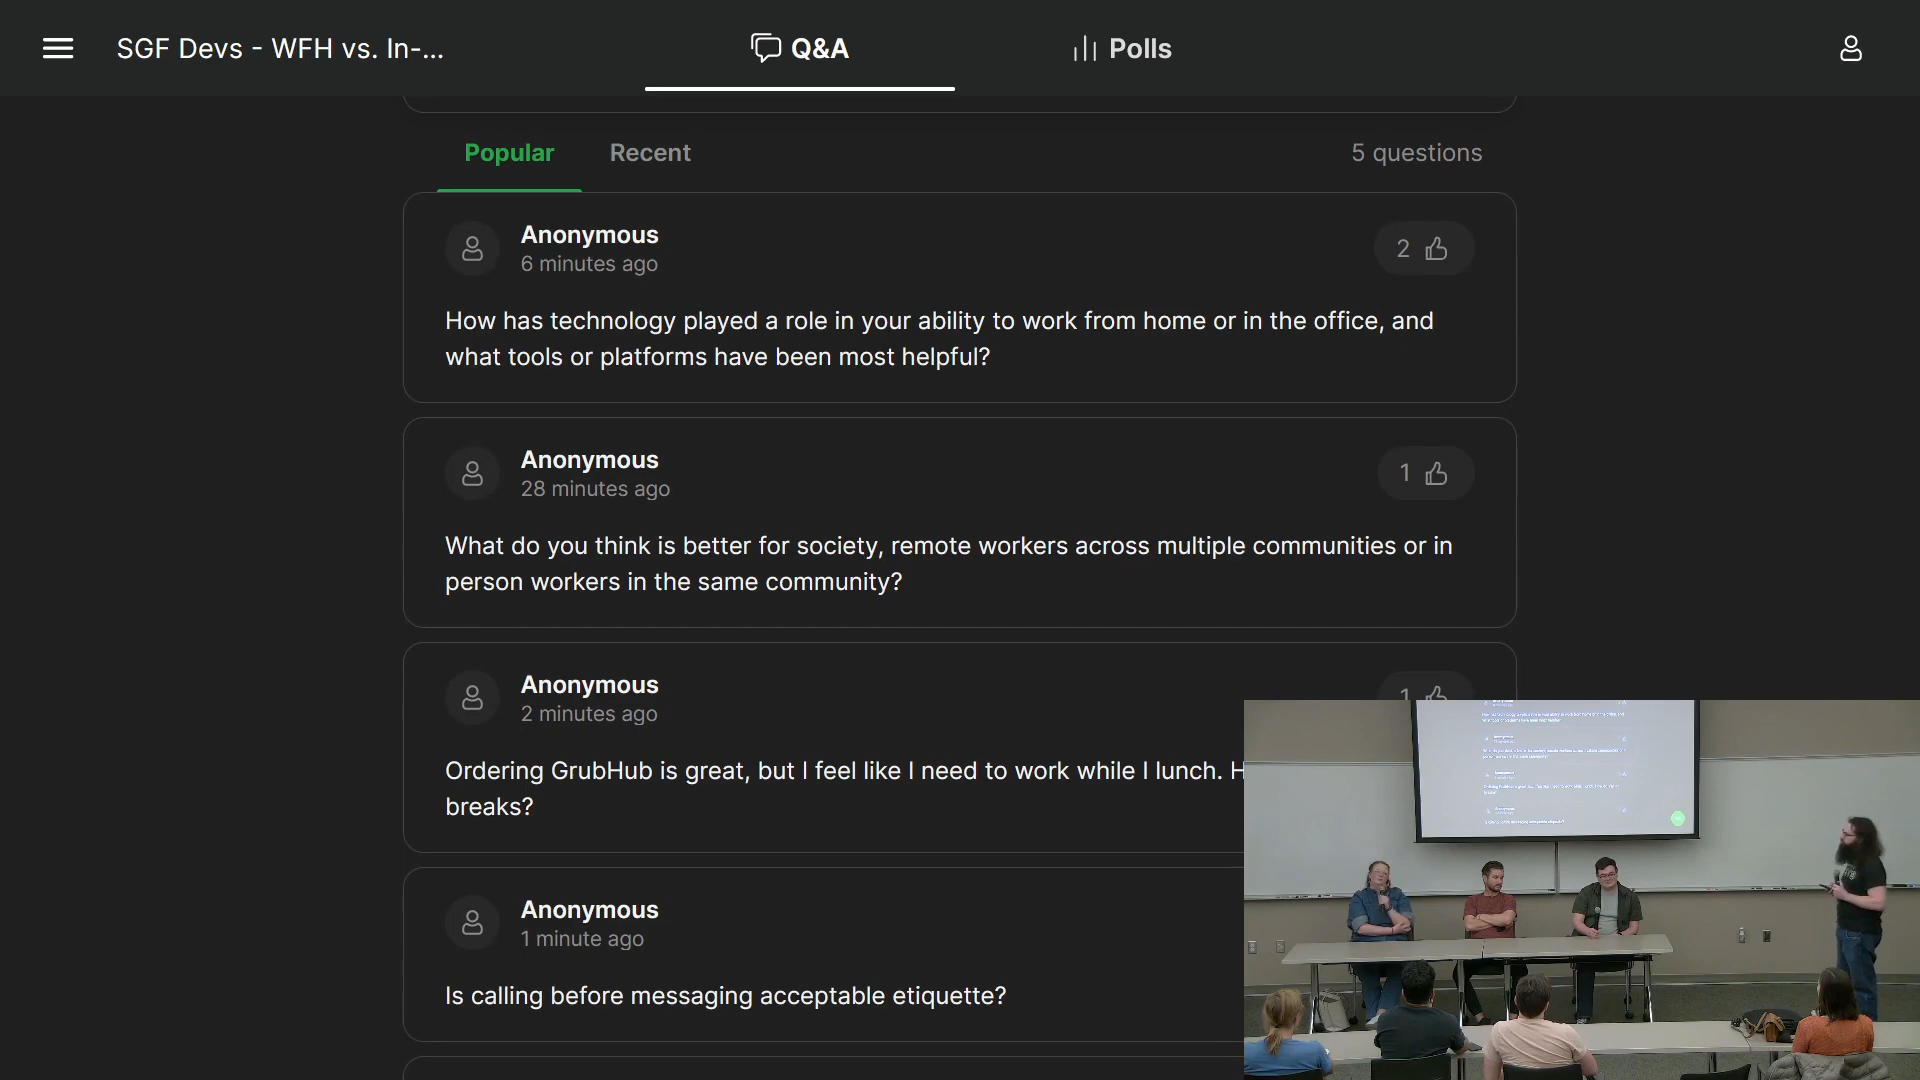 SGF Devs - WFH vs. In-...
Q&A
Polls
Popular
Recent
5 questions
Anonymous
6 minutes ago
2
How has technology played a role in your ability to work from home or in the office, and
what tools or platforms have been most helpful?
Anonymous
28 minutes ago
1
What do you think is better for society, remote workers across multiple communities or in
person workers in the same community?
Anonymous
2 minutes ago
1
Ordering GrubHub is great, but I feel like I need to work while I lunch. H
breaks?
Anonymous
1 minute ago
Is calling before messaging acceptable etiquette?